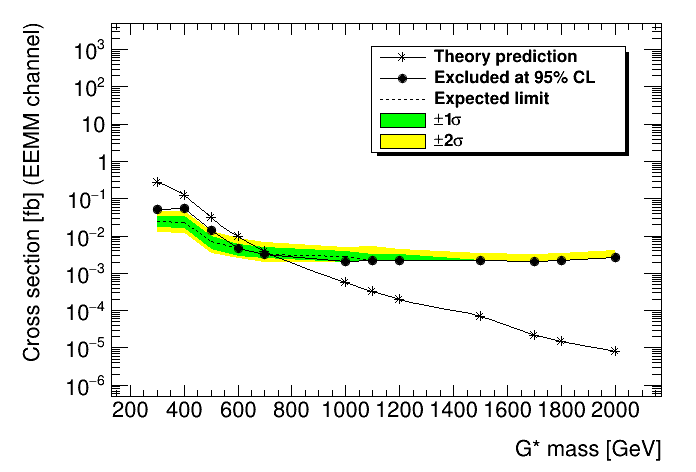 Cross section [fb] (EEMM channel)
10³
10²
10
1
10⁻¹
10⁻²
10⁻³
10⁻⁴
10⁻⁵
10⁻⁶
Theory prediction
Excluded at 95% CL
Expected limit
±1σ
±2σ
200 400 600 800 1000 1200 1400 1600 1800 2000
G* mass [GeV]